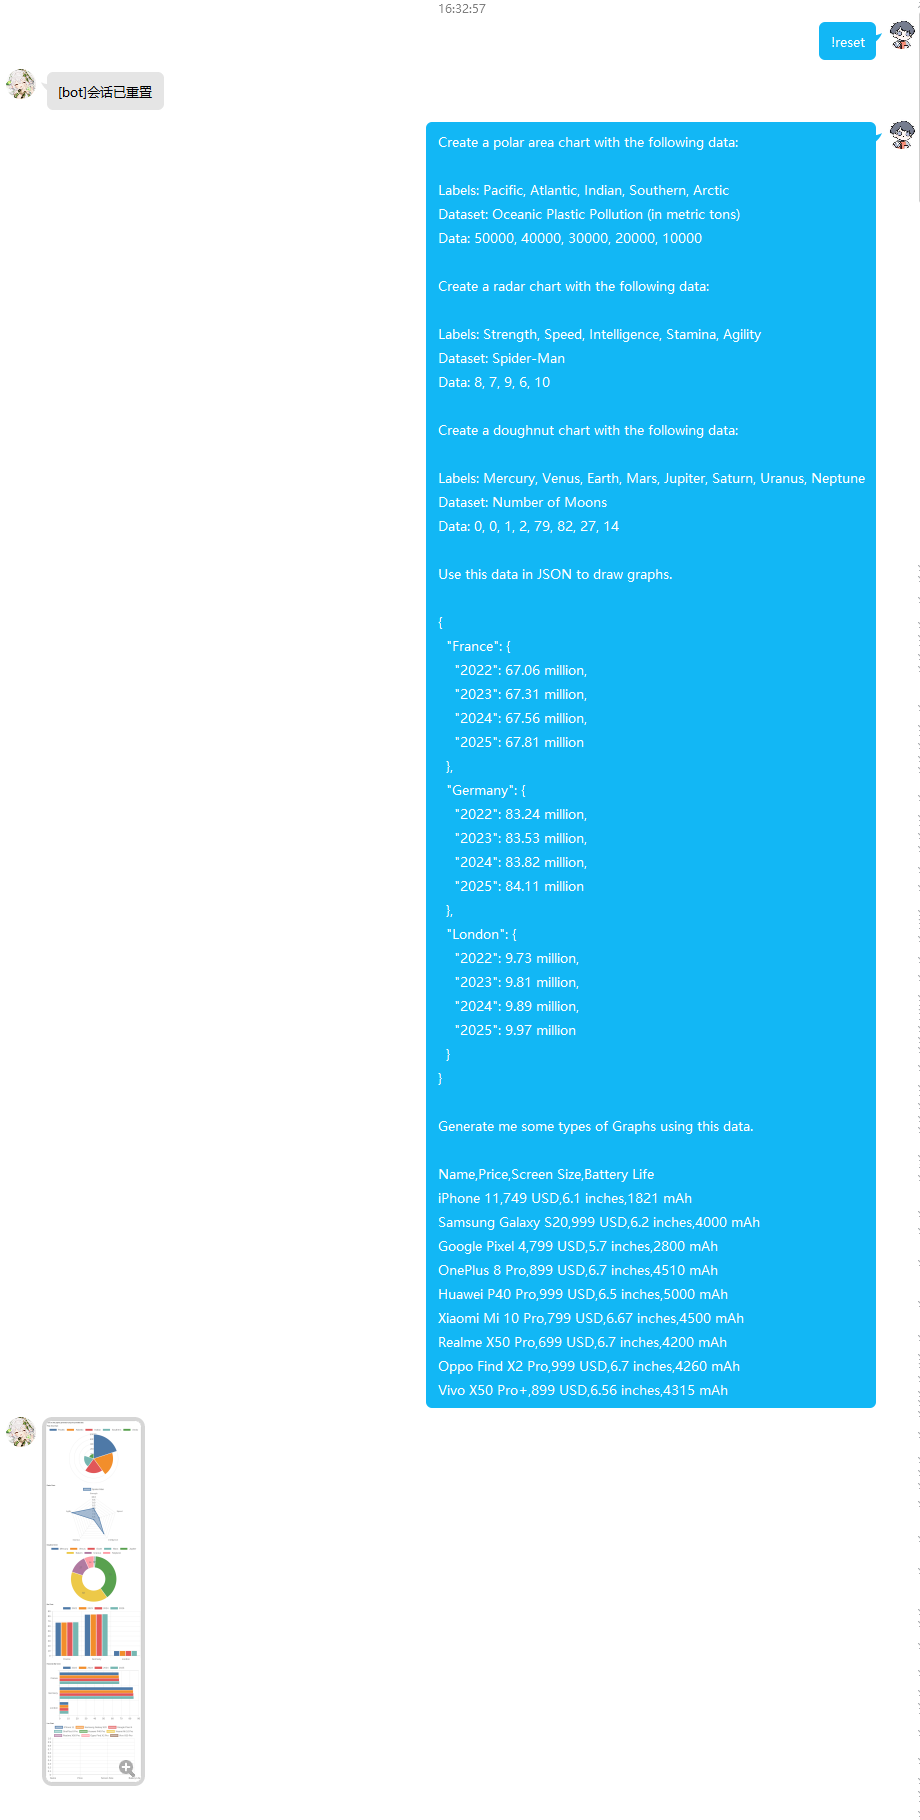 16:32:57
!reset
[bot]会话已重置
Create a polar area chart with the following data:
Labels: Pacific, Atlantic, Indian, Southern, Arctic
Dataset: Oceanic Plastic Pollution (in metric tons)
Data: 50000, 40000, 30000, 20000, 10000
Create a radar chart with the following data:
Labels: Strength, Speed, Intelligence, Stamina, Agility
Dataset: Spider-Man
Data: 8, 7, 9, 6, 10
Create a doughnut chart with the following data:
Labels: Mercury, Venus, Earth, Mars, Jupiter, Saturn, Uranus, Neptune
Dataset: Number of Moons
Data: 0, 0, 1, 2, 79, 82, 27, 14
Use this data in JSON to draw graphs.
{
"France": {
"2022": 67.06 million,
"2023": 67.31 million,
"2024": 67.56 million,
"2025": 67.81 million
},
"Germany": {
"2022": 83.24 million,
"2023": 83.53 million,
"2024": 83.82 million,
"2025": 84.11 million
},
"London": {
"2022": 9.73 million,
"2023": 9.81 million,
"2024": 9.89 million,
"2025": 9.97 million
}
}
Generate me some types of Graphs using this data.
Name,Price,Screen Size,Battery Life
iPhone 11,749 USD,6.1 inches,1821 mAh
Samsung Galaxy S20,999 USD,6.2 inches,4000 mAh
Google Pixel 4,799 USD,5.7 inches,2800 mAh
OnePlus 8 Pro,899 USD,6.7 inches,4510 mAh
Huawei P40 Pro,999 USD,6.5 inches,5000 mAh
Xiaomi Mi 10 Pro,799 USD,6.67 inches,4500 mAh
Realme X50 Pro,699 USD,6.7 inches,4200 mAh
Oppo Find X2 Pro,999 USD,6.7 inches,4260 mAh
Vivo X50 Pro+,899 USD,6.56 inches,4315 mAh